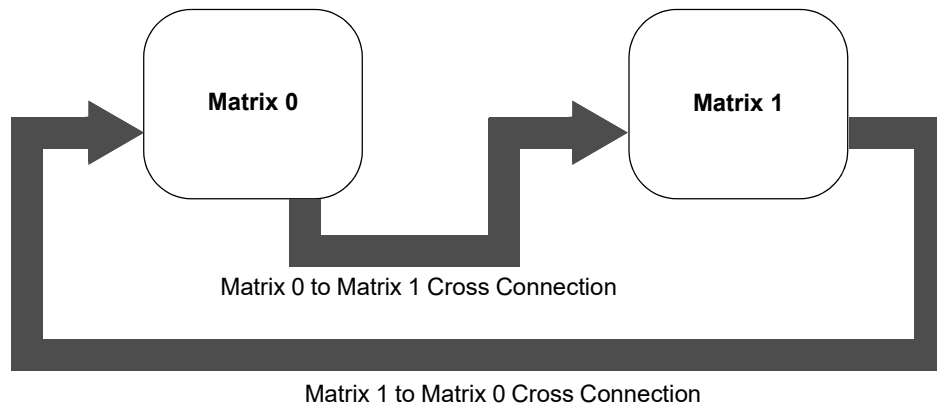 Matrix 0
Matrix 1
Matrix 0 to Matrix 1 Cross Connection
Matrix 1 to Matrix 0 Cross Connection